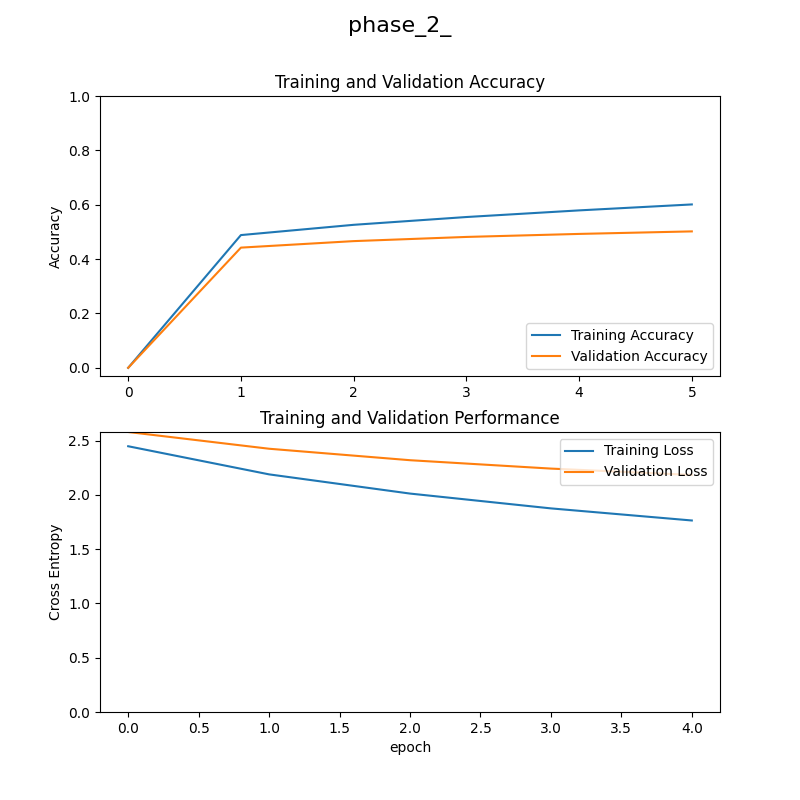 phase_2_
Training and Validation Accuracy
1.0
0.8
0.6
0.4
0.2
0.0
Accuracy
0 1 2 3 4 5
Training Accuracy
Validation Accuracy
Training and Validation Performance
2.5
2.0
1.5
1.0
0.5
0.0
Cross Entropy
Training Loss
Validation Loss
0.0 0.5 1.0 1.5 2.0 2.5 3.0 3.5 4.0
epoch